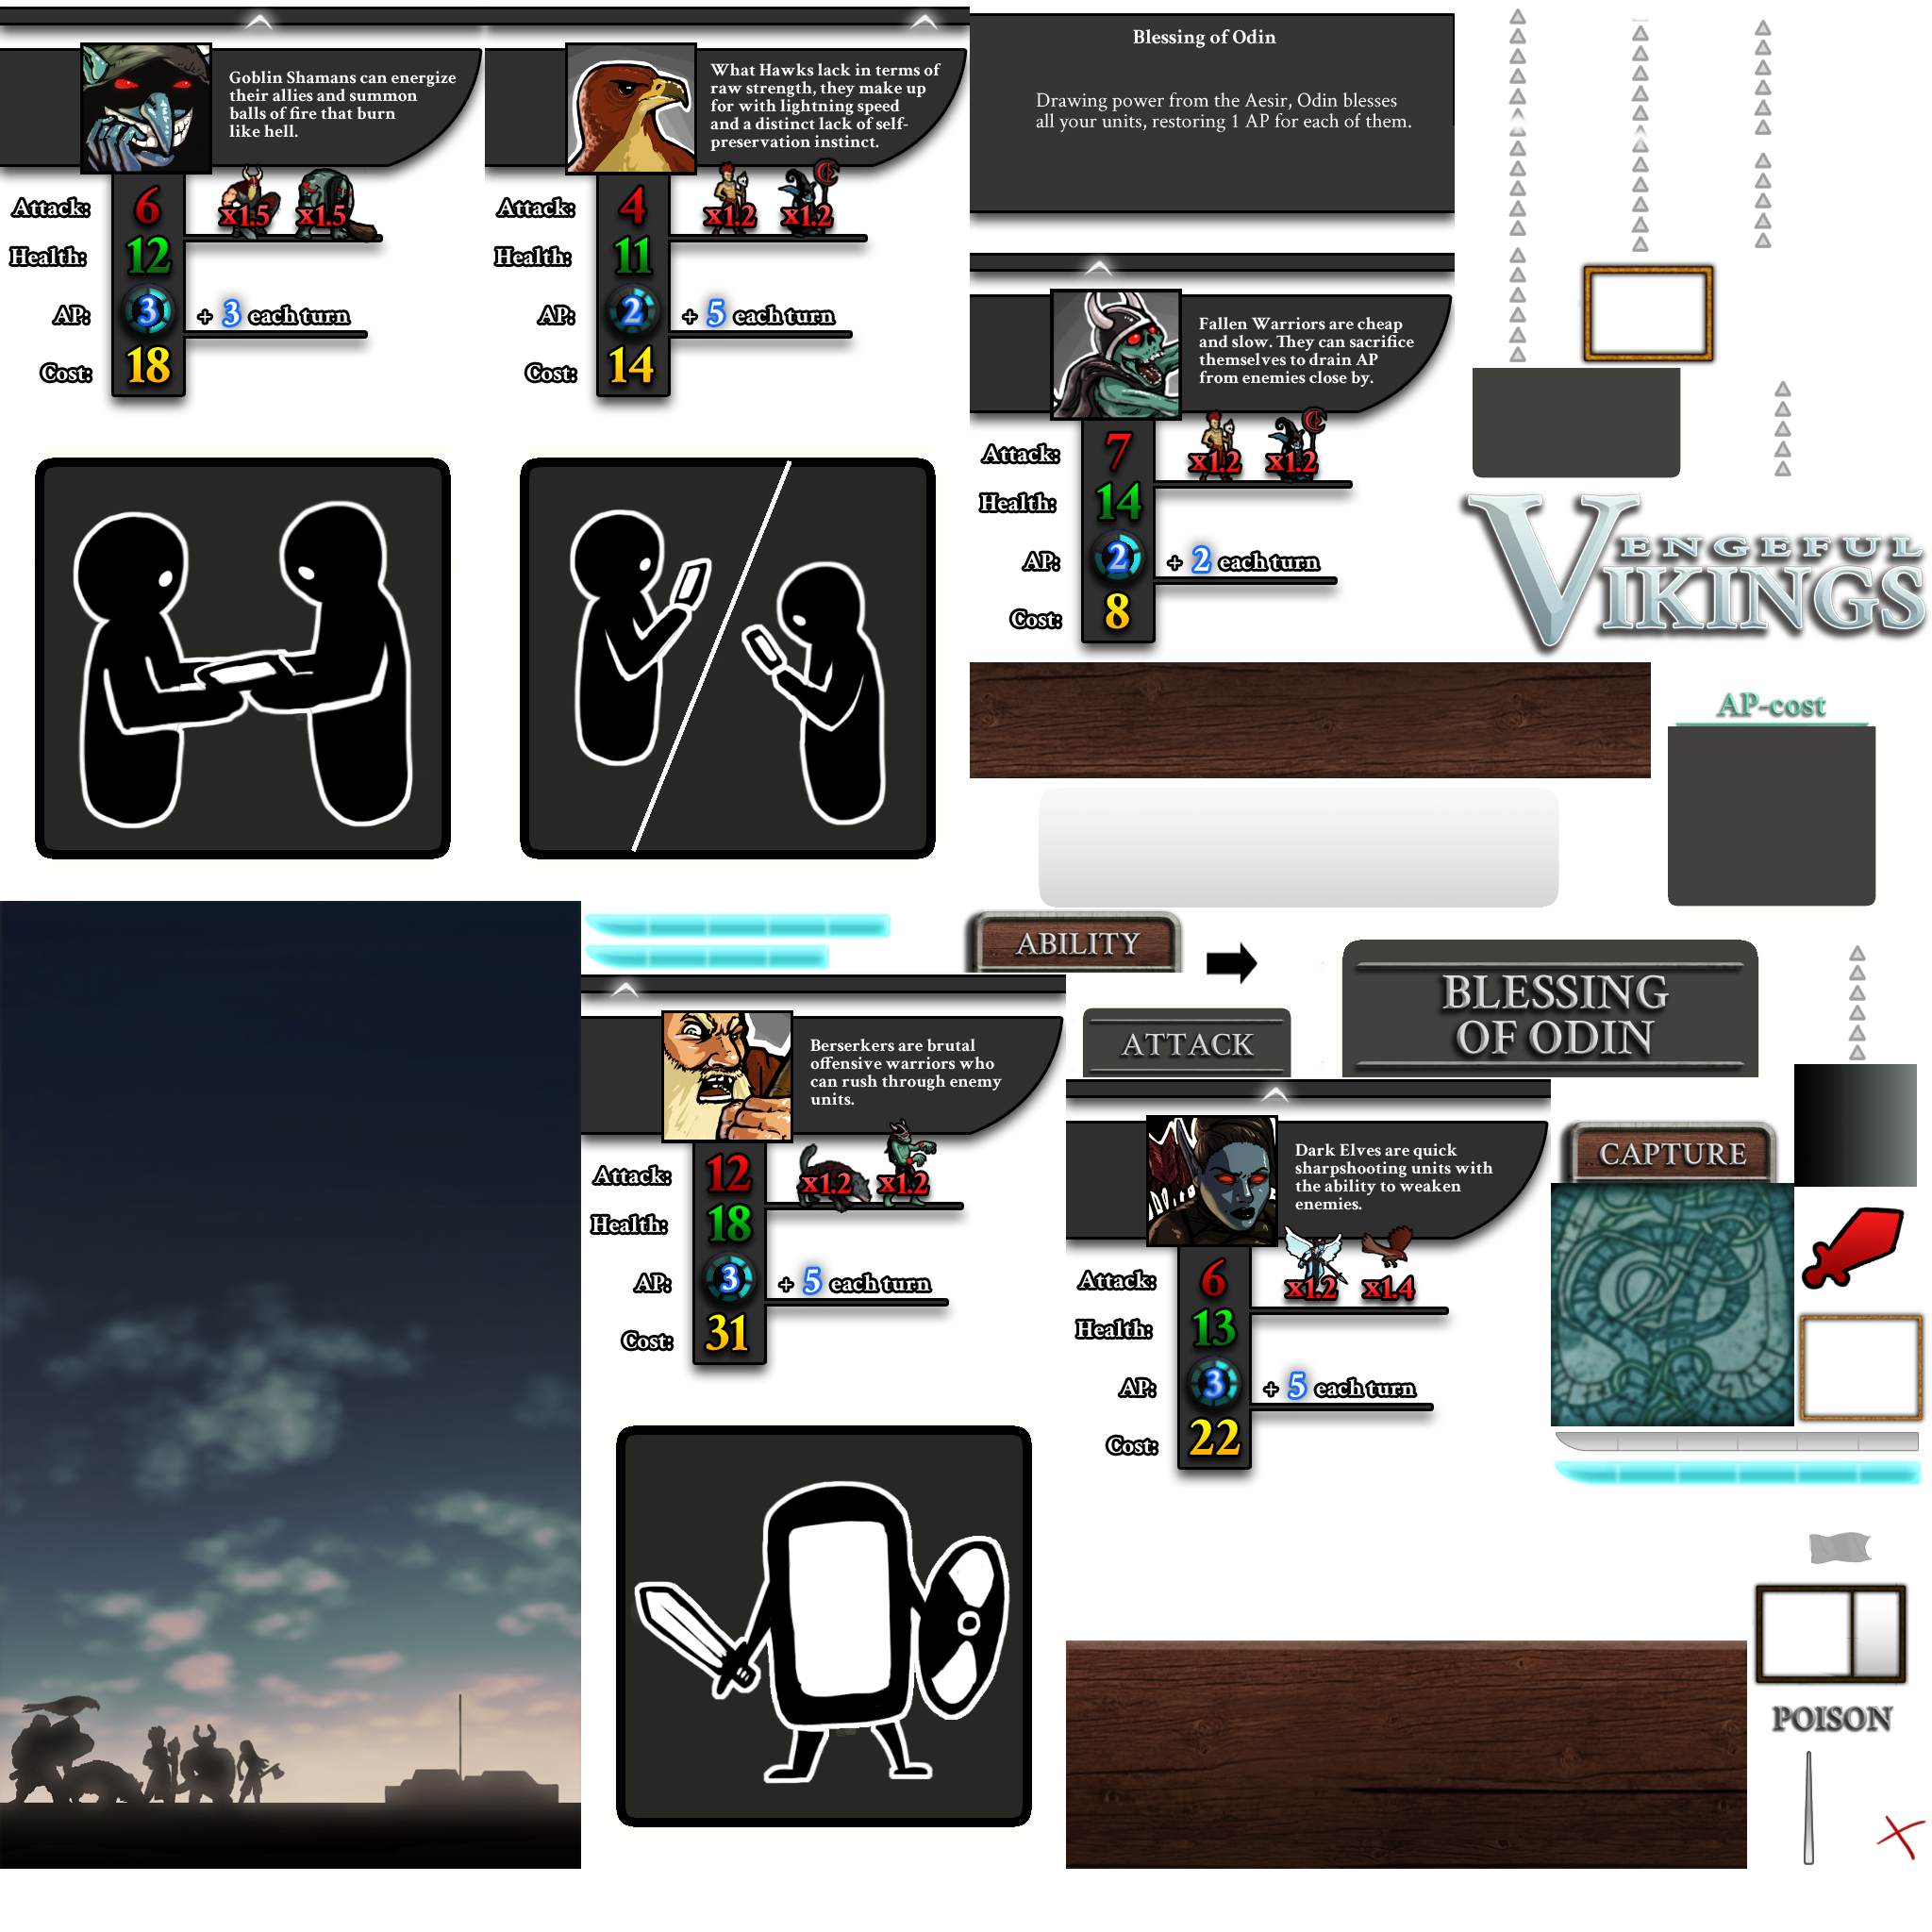 Goblin Shamans can energize
their allies and summon
balls of fire that burn
like hell.
Attack:
6
x1.5
x1.5
Health:
12
AP:
3
+ 3 each turn
Cost:
18
What Hawks lack in terms of
raw strength, they make up
for with lightning speed
and a distinct lack of self-
preservation instinct.
Attack:
4
x1.2
x1.2
Health:
11
AP:
2
+ 5 each turn
Cost:
14
Blessing of Odin
Drawing power from the Aesir, Odin blesses
all your units, restoring 1 AP for each of them.
Fallen Warriors are cheap
and slow. They can sacrifice
themselves to drain AP
from enemies close by.
Attack:
7
x1.2
x1.2
Health:
14
AP:
2
+ 2 each turn
Cost:
8
VENGEFUL
VIKINGS
AP-cost
ABILITY
ATTACK
BLESSING
OF ODIN
Berserkers are brutal
offensive warriors who
can rush through enemy
units.
Attack:
12
x1.2
x1.2
Health:
18
AP:
3
+ 5 each turn
Cost:
31
Dark Elves are quick
sharpshooting units with
the ability to weaken
enemies.
Attack:
6
x1.2
x1.4
Health:
13
AP:
3
+ 5 each turn
Cost:
22
CAPTURE
POISON